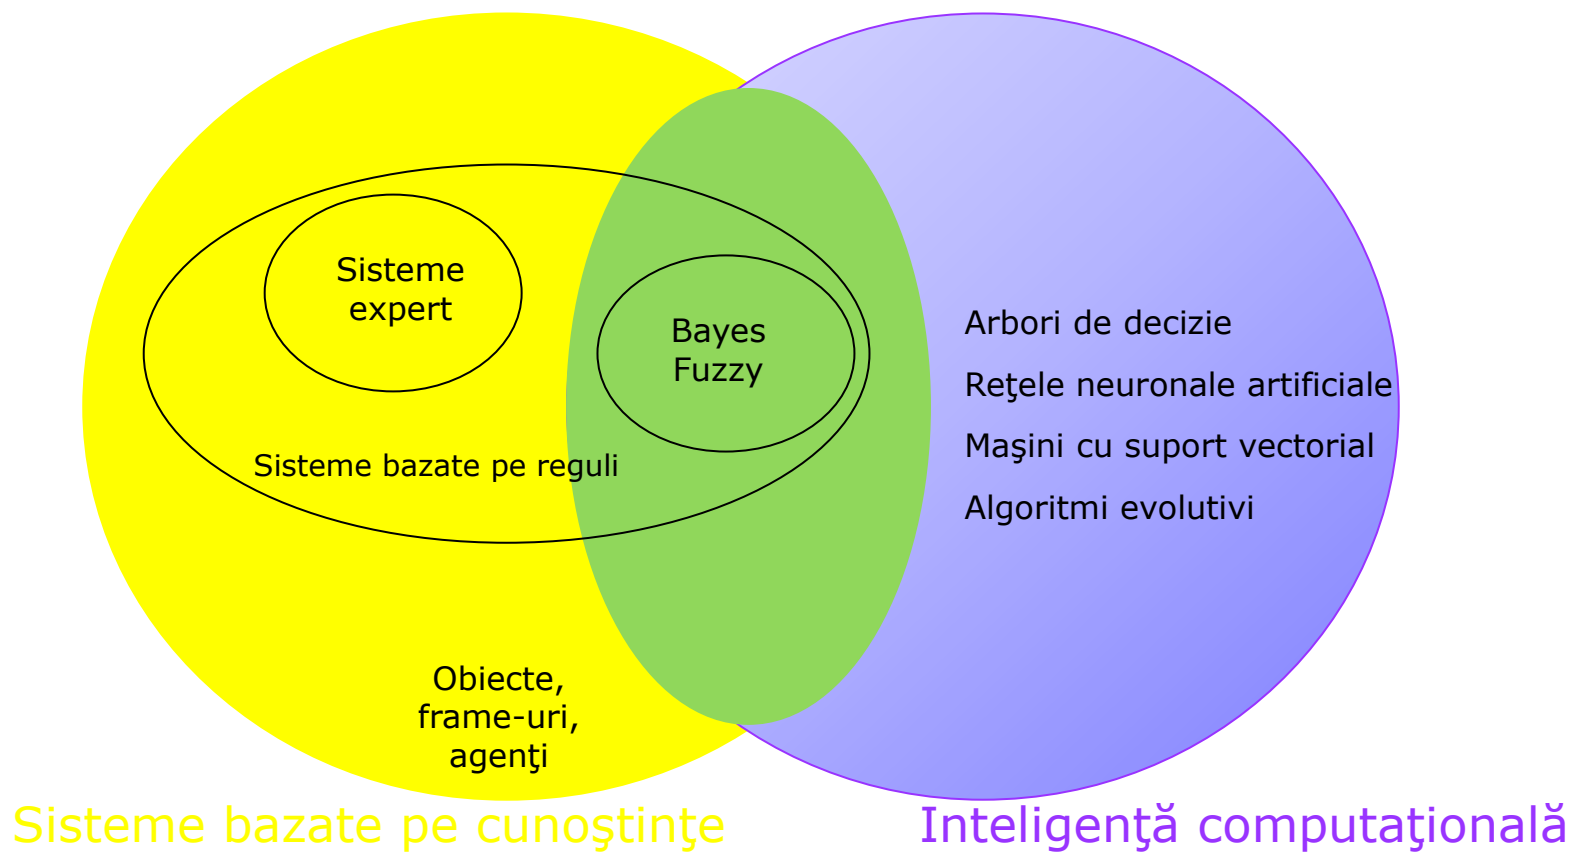 Sisteme
expert
Bayes
Fuzzy
Sisteme bazate pe reguli
Obiecte,
frame-uri,
agenţi
Arbori de decizie
Reţele neuronale artificiale
Maşini cu suport vectorial
Algoritmi evolutivi
Sisteme bazate pe cunoştinţe
Inteligenţă computaţională